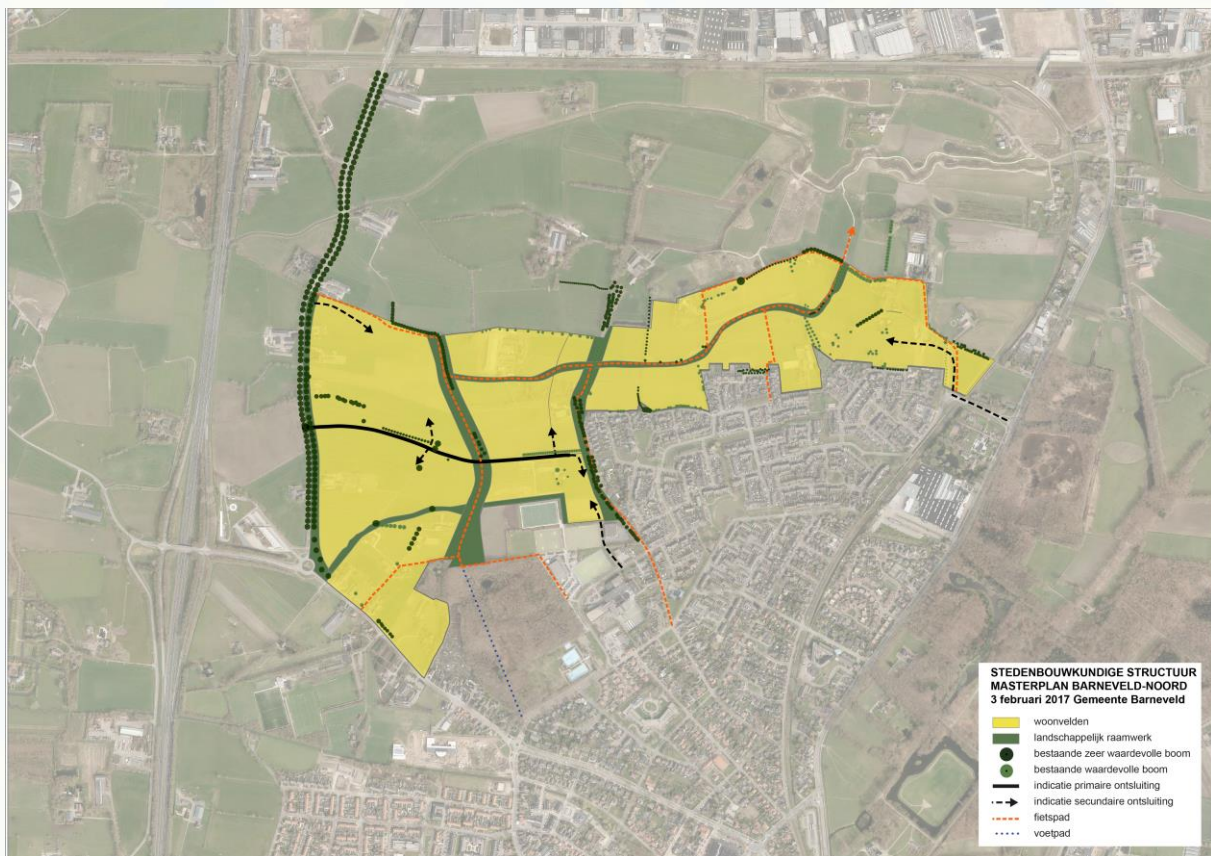 STEDENBOUWKUNDIGE STRUCTUUR
MASTERPLAN BARNEVELD-NOORD
3 februari 2017 Gemeente Barneveld
woonvelden
landschappelijk raamwerk
bestaande zeer waardevolle boom
bestaande waardevolle boom
indicatie primaire ontsluiting
indicatie secundaire ontsluiting
fietspad
voetpad